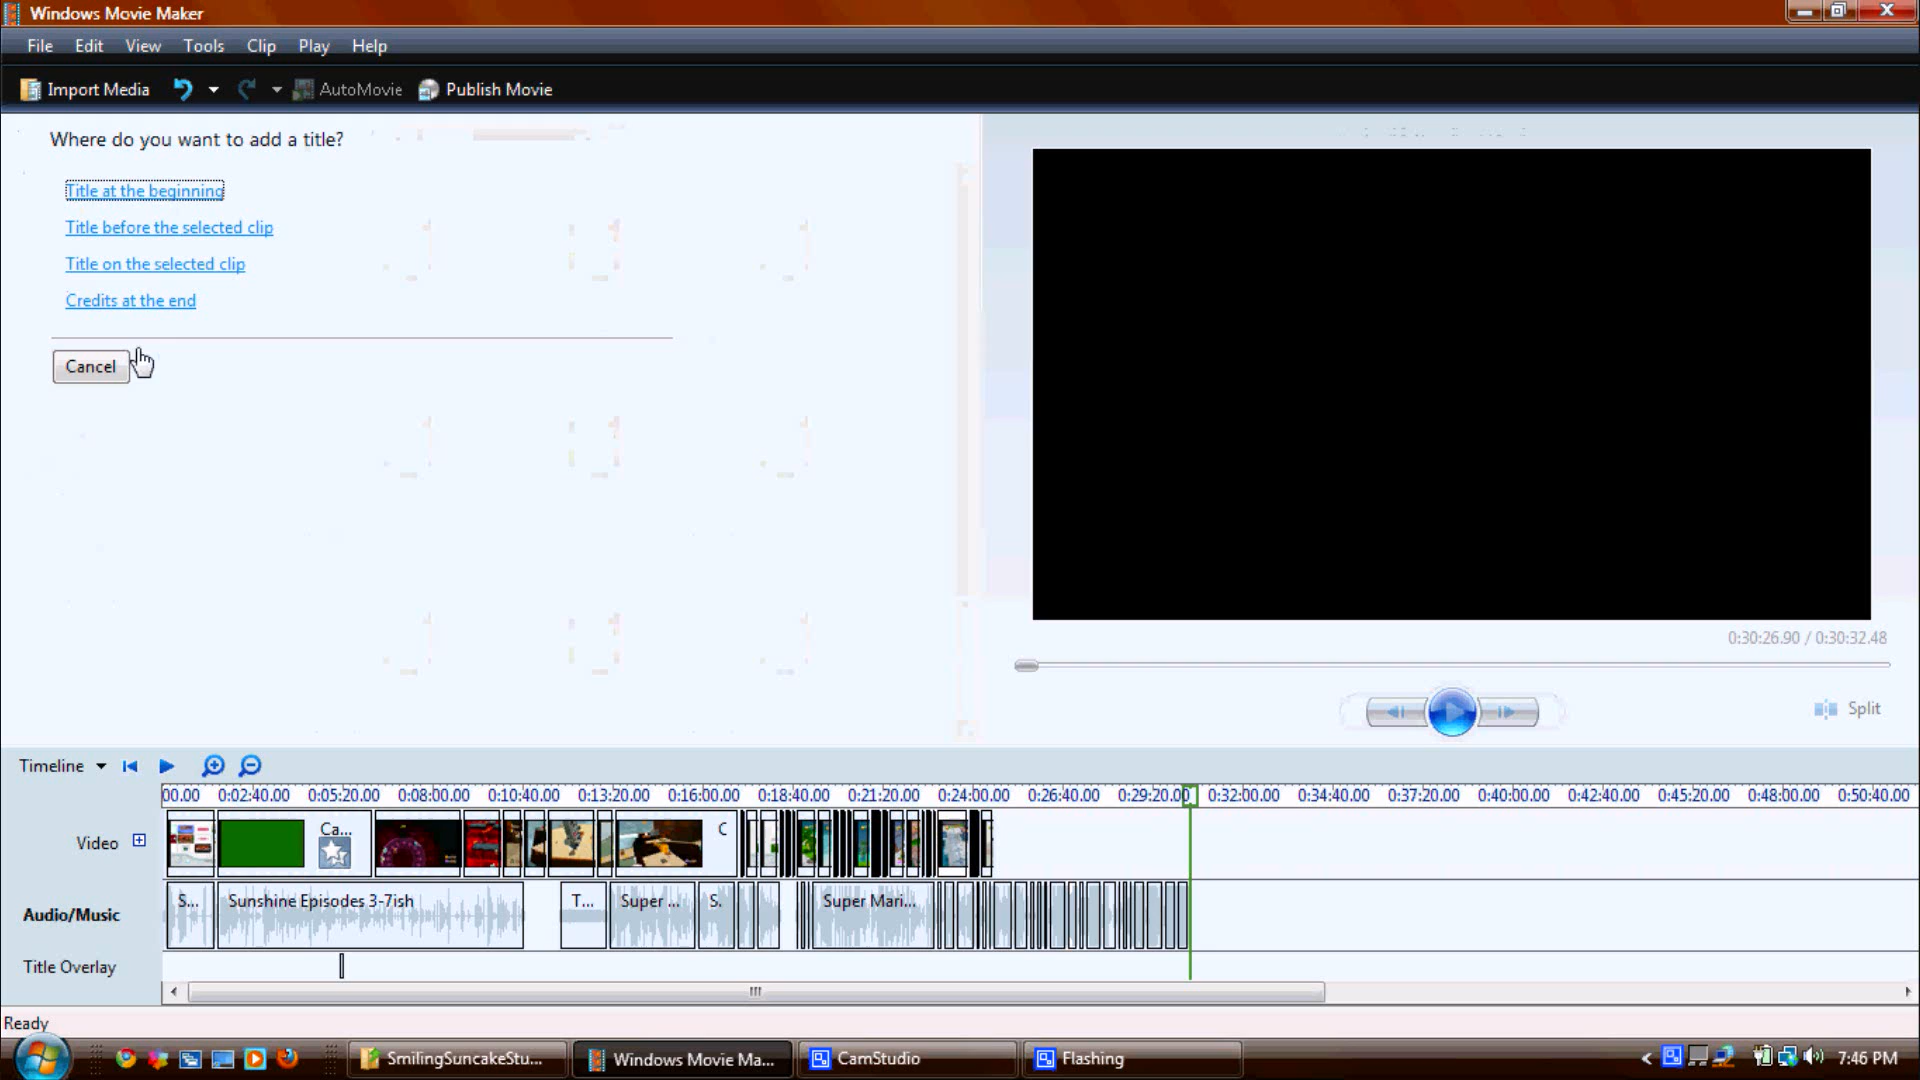 Windows Movie Maker
File Edit View Tools Clip Play Help
Import Media AutoMovie Publish Movie
Where do you want to add a title?
Title at the beginning
Title before the selected clip
Title on the selected clip
Credits at the end
Cancel
0:30:26.90 / 0:30:32.48
Split
Timeline
00.00 0:02:40.00 0:05:20.00 0:08:00.00 0:10:40.00 0:13:20.00 0:16:00.00 0:18:40.00 0:21:20.00 0:24:00.00 0:26:40.00 0:29:20.00 0:32:00.00 0:34:40.00 0:37:20.00 0:40:00.00 0:42:40.00 0:45:20.00 0:48:00.00 0:50:40.00
Video Ca... C
Audio/Music S... Sunshine Episodes 3-7ish T... Super ... S. Super Mari...
Title Overlay
Ready
SmilingSuncakeStu... Windows Movie Ma... CamStudio Flashing 7:46 PM